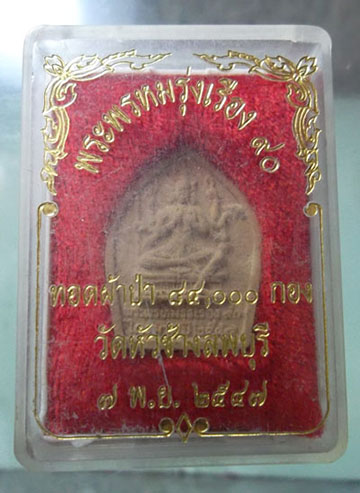 พระพรหมรุ่งเรือง ๙๐
ทอดผ้าป่า ๘๔,๐๐๐ กอง
วัดหัวช้างลพบุรี
๗ พ.ย. ๒๕๔๗